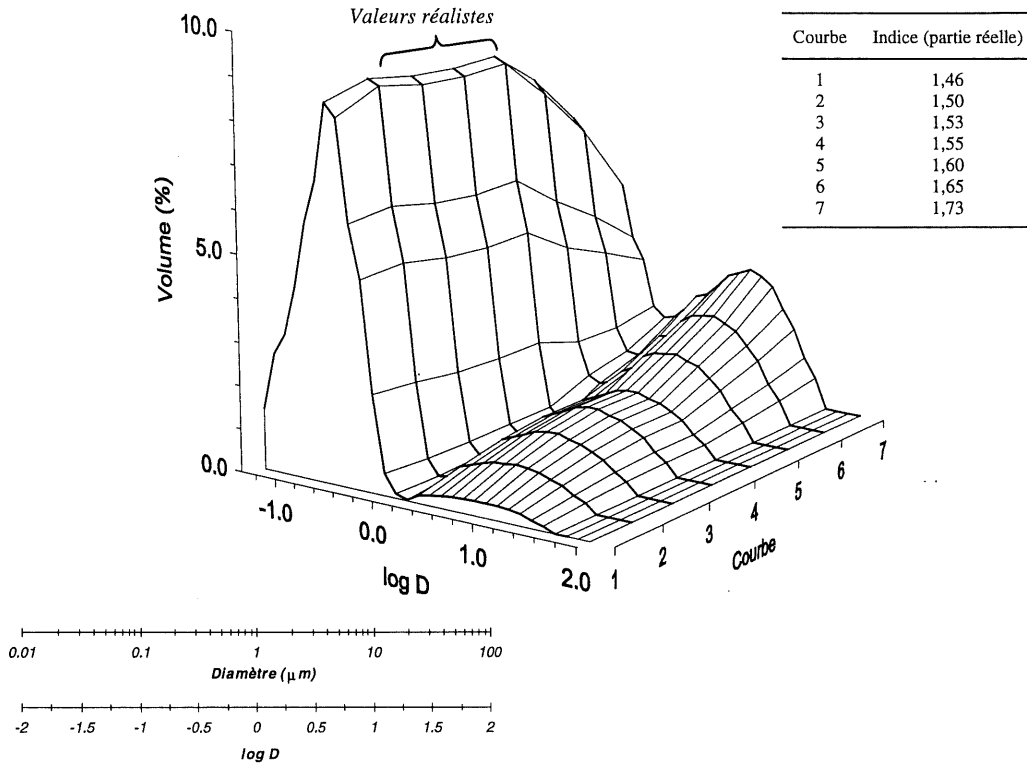 Valeurs réalistes
10.0
5.0
0.0
Volume (%)
-1.0
0.0
1.0
2.0
log D
1
2
3
4
5
6
7
Courbe
Courbe Indice (partie réelle)
1 1,46
2 1,50
3 1,53
4 1,55
5 1,60
6 1,65
7 1,73
0.01 0.1 1 10 100
Diamètre (µm)
-2 -1.5 -1 -0.5 0 0.5 1 1.5 2
log D